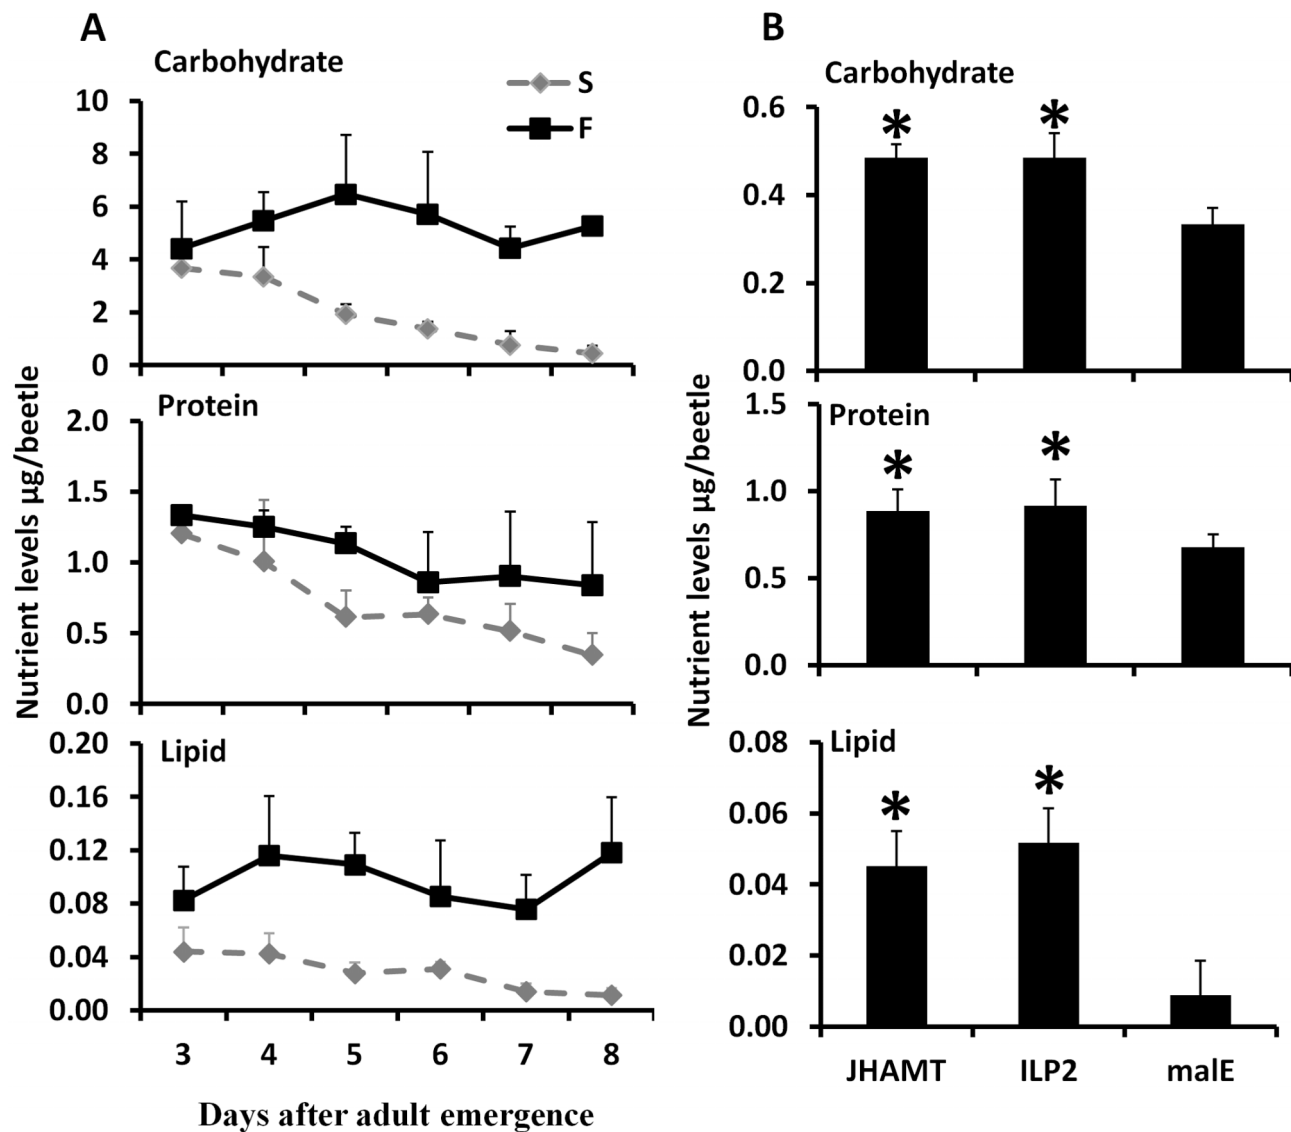 A
Carbohydrate
S
F
10
8
6
4
2
0
Protein
2.0
1.5
1.0
0.5
0.0
Lipid
0.20
0.16
0.12
0.08
0.04
0.00
3 4 5 6 7 8
Days after adult emergence
Nutrient levels µg/beetle
B
Carbohydrate
0.6
* *
0.4
0.2
0.0
Protein
1.5
* *
1.0
0.5
0.0
Lipid
0.08
* *
0.06
0.04
0.02
0.00
JHAMT ILP2 malE
Nutrient levels µg/beetle